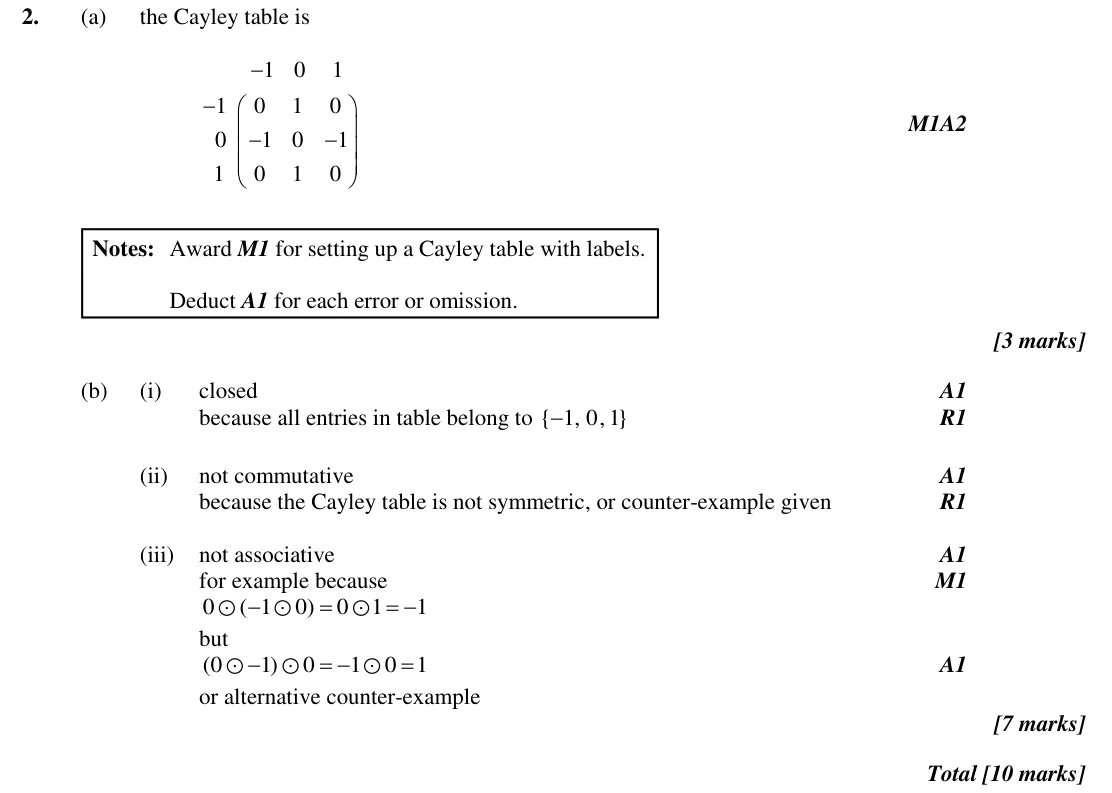 2. (a) the Cayley table is
−1 0 1
−1 0 1 0
0 −1 0 −1
1 0 1 0
M1A2
Notes: Award M1 for setting up a Cayley table with labels.
Deduct A1 for each error or omission.
[3 marks]
(b) (i) closed A1
because all entries in table belong to {−1, 0, 1} R1
(ii) not commutative A1
because the Cayley table is not symmetric, or counter-example given R1
(iii) not associative A1
for example because M1
0⊙(−1⊙0) = 0⊙1 = −1
but
(0⊙−1)⊙0 = −1⊙0 = 1 A1
or alternative counter-example
[7 marks]
Total [10 marks]